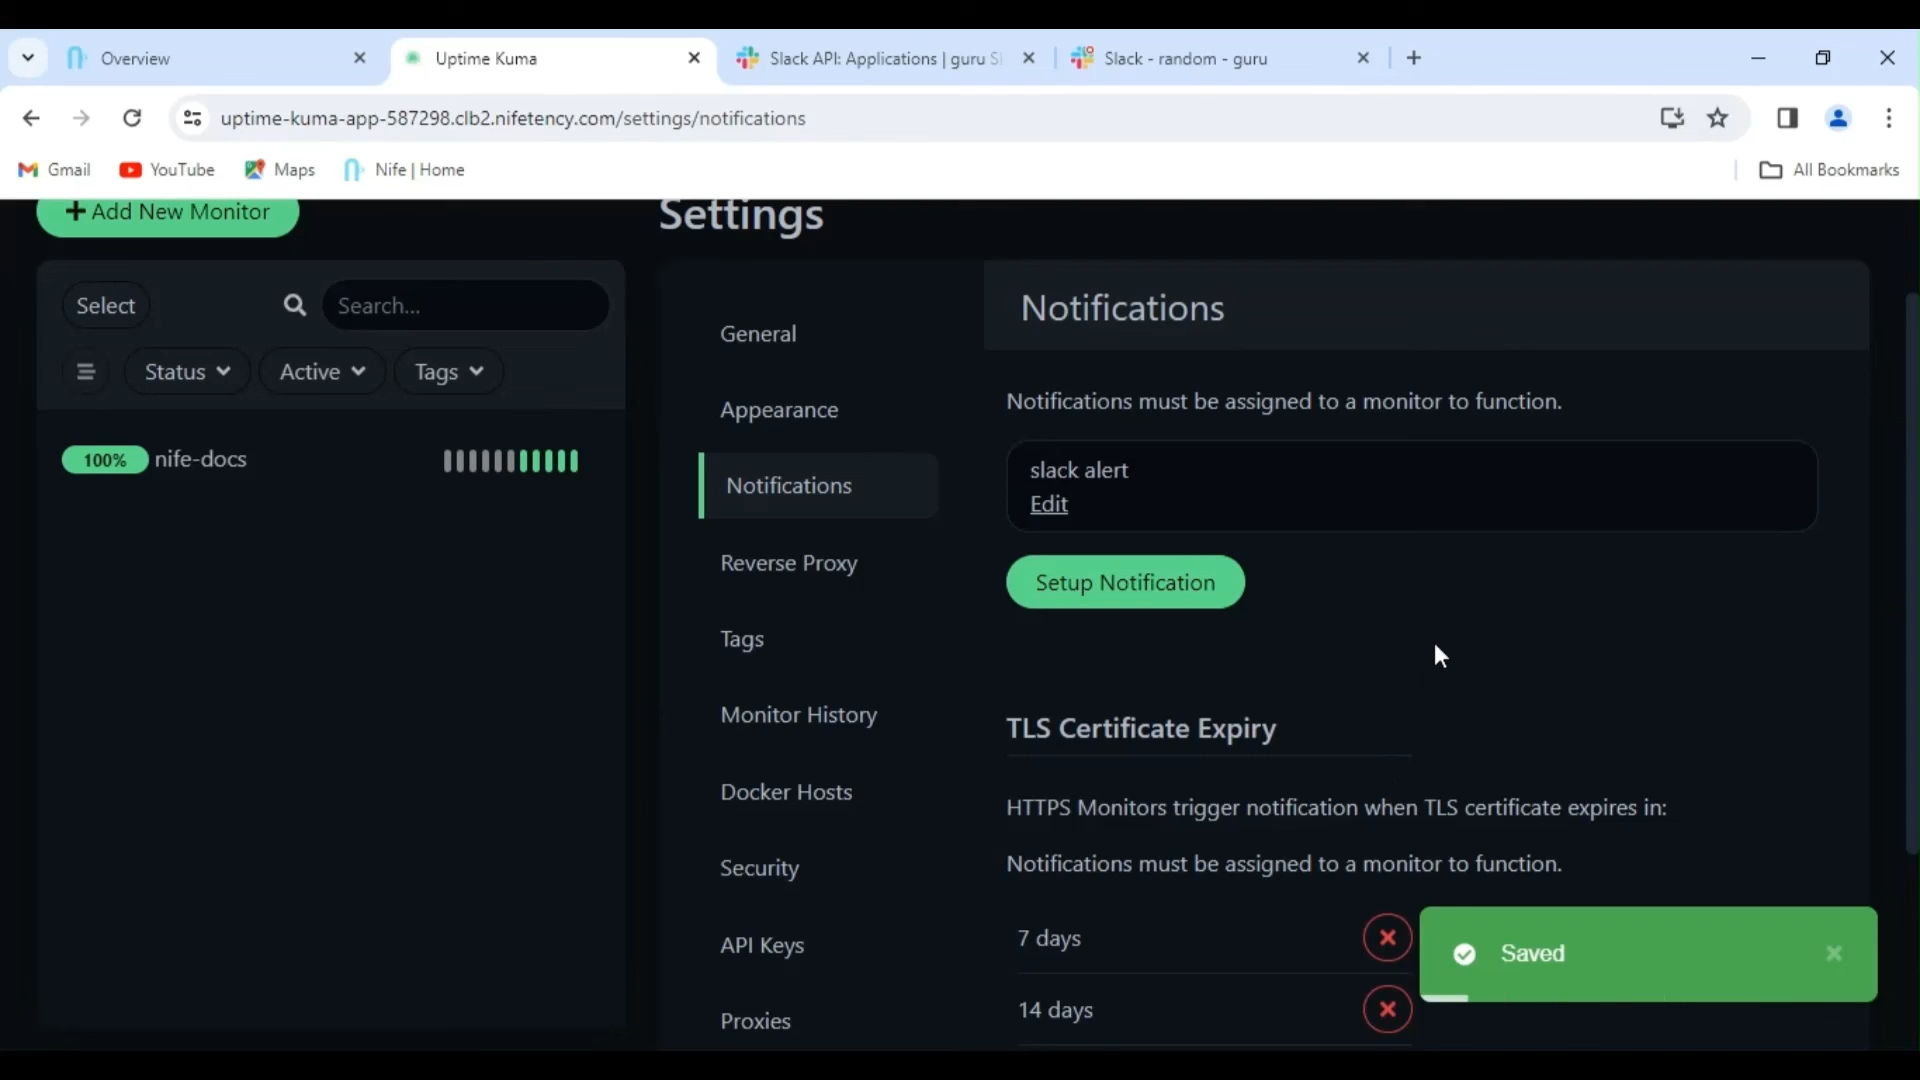 Overview
Uptime Kuma
Slack API: Applications | guru Sl
Slack - random - guru
uptime-kuma-app-587298.clb2.nifetency.com/settings/notifications
Gmail
YouTube
Maps
Nife | Home
All Bookmarks
Add New Monitor
Select
Search...
Status
Active
Tags
100%
nife-docs
Settings
General
Appearance
Notifications
Reverse Proxy
Tags
Monitor History
Docker Hosts
Security
API Keys
Proxies
Notifications
Notifications must be assigned to a monitor to function.
slack alert
Edit
Setup Notification
TLS Certificate Expiry
HTTPS Monitors trigger notification when TLS certificate expires in:
Notifications must be assigned to a monitor to function.
7 days
14 days
Saved